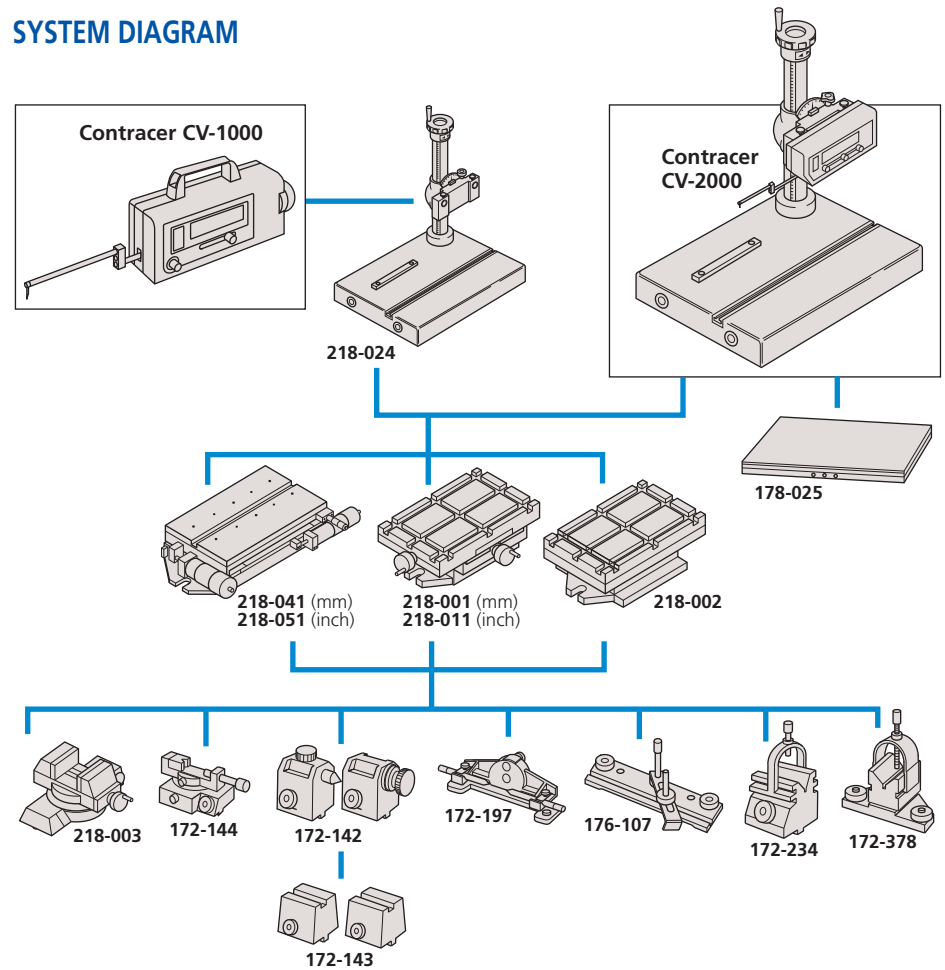 SYSTEM DIAGRAM
Contracer CV-1000
Contracer
CV-2000
218-024
178-025
218-041 (mm)
218-051 (inch)
218-001 (mm)
218-011 (inch)
218-002
218-003
172-144
172-142
172-197
176-107
172-234
172-378
172-143